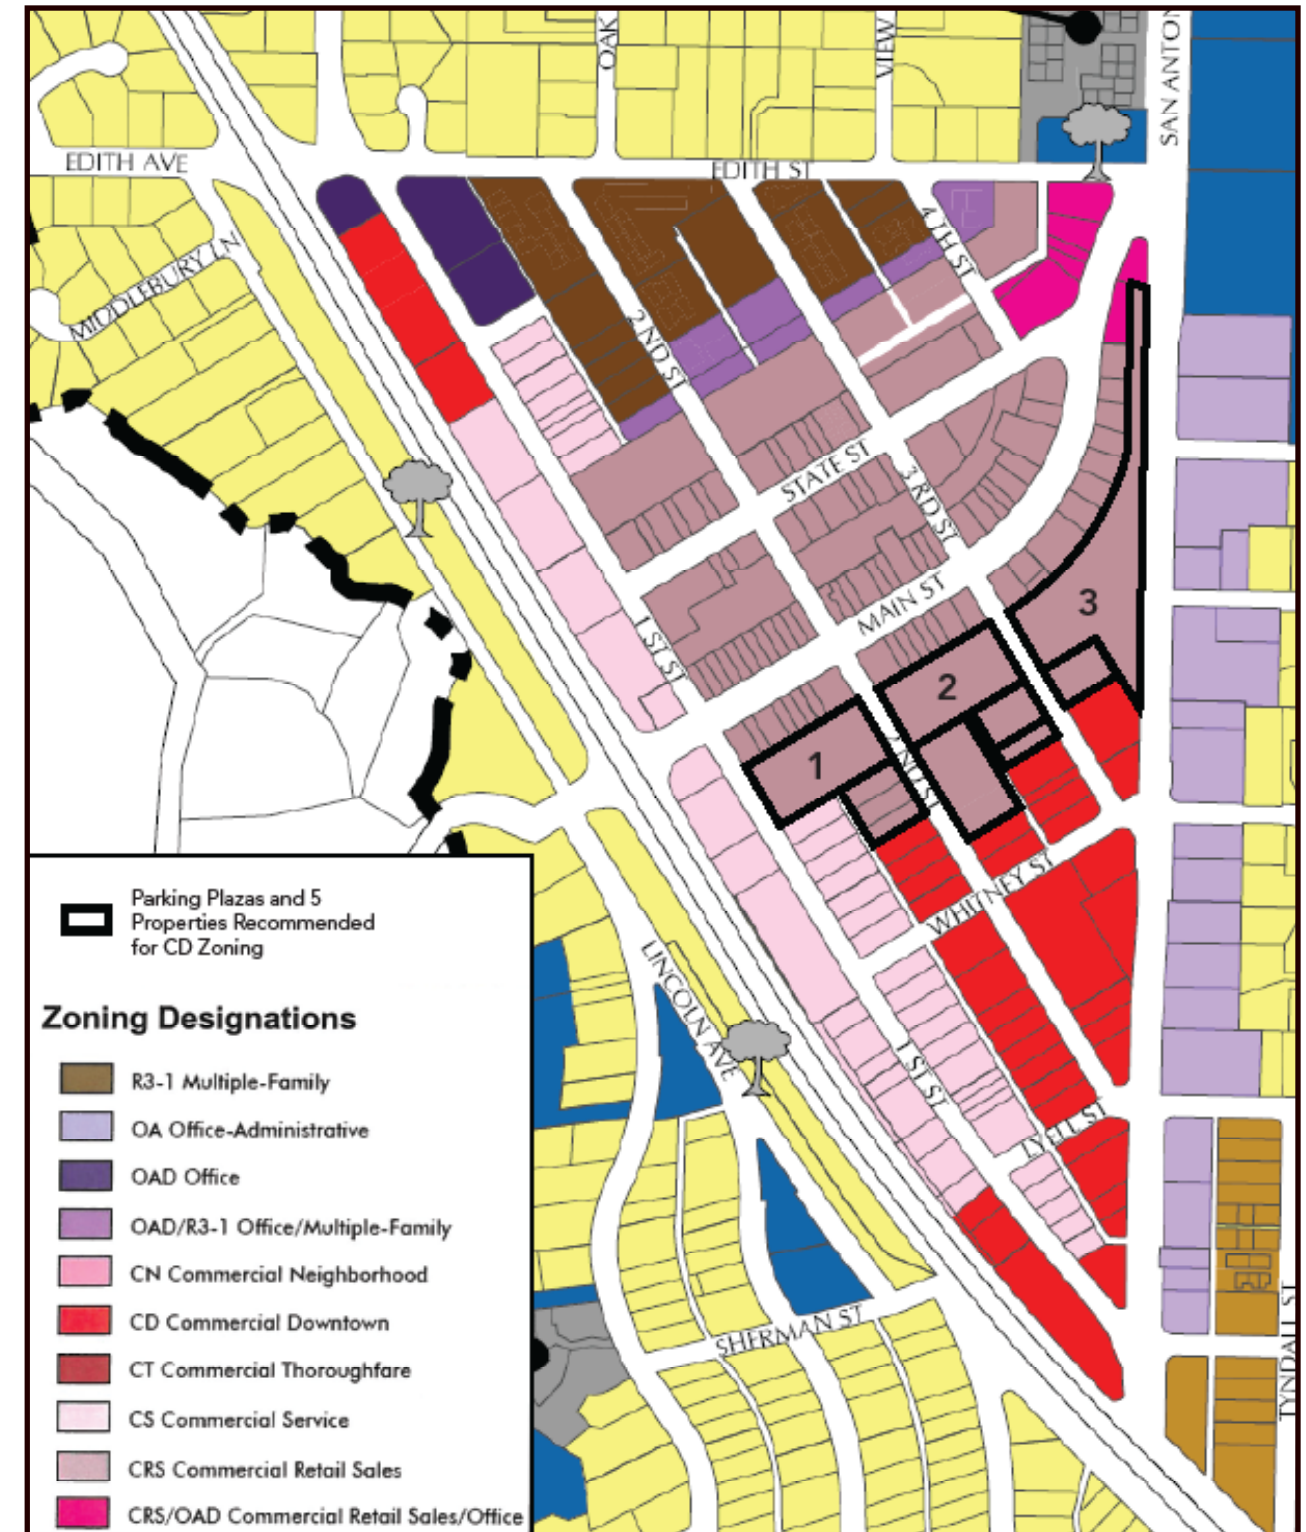 OAK
VIEW
SAN ANTON
EDITH AVE
EDITH ST
4TH ST
MIDDLEBURY LN
2ND ST
STATE ST
3RD ST
MAIN ST
1ST ST
3
2
1
2ND ST
WHITNEY ST
LINCOLN AVE
1ST ST
LYELL ST
SHERMAN ST
TYNDALL ST
Parking Plazas and 5
Properties Recommended
for CD Zoning
Zoning Designations
R3-1 Multiple-Family
OA Office-Administrative
OAD Office
OAD/R3-1 Office/Multiple-Family
CN Commercial Neighborhood
CD Commercial Downtown
CT Commercial Thoroughfare
CS Commercial Service
CRS Commercial Retail Sales
CRS/OAD Commercial Retail Sales/Office